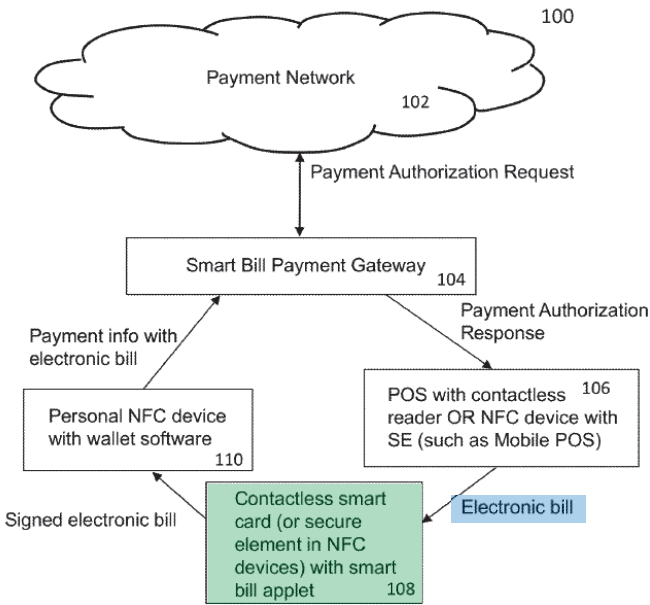 100
Payment Network
102
Payment Authorization Request
Smart Bill Payment Gateway
104
Payment Authorization
Response
Payment info with
electronic bill
POS with contactless 106
reader OR NFC device with
SE (such as Mobile POS)
Personal NFC device
with wallet software
110
Signed electronic bill
Contactless smart
card (or secure
element in NFC
devices) with smart
bill applet 108
Electronic bill